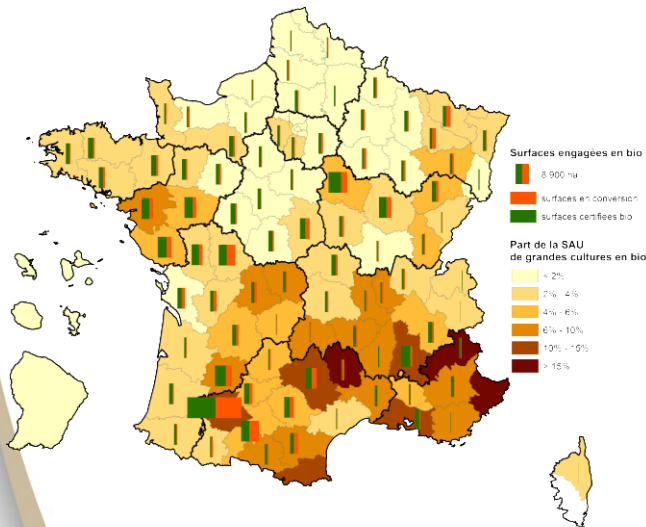 Surfaces engagées en bio
8 900 ha
surfaces en conversion
surfaces certifiées bio
Part de la SAU
de grandes cultures en bio
< 2%
2% - 4%
4% - 6%
6% - 10%
10% - 15%
> 15%